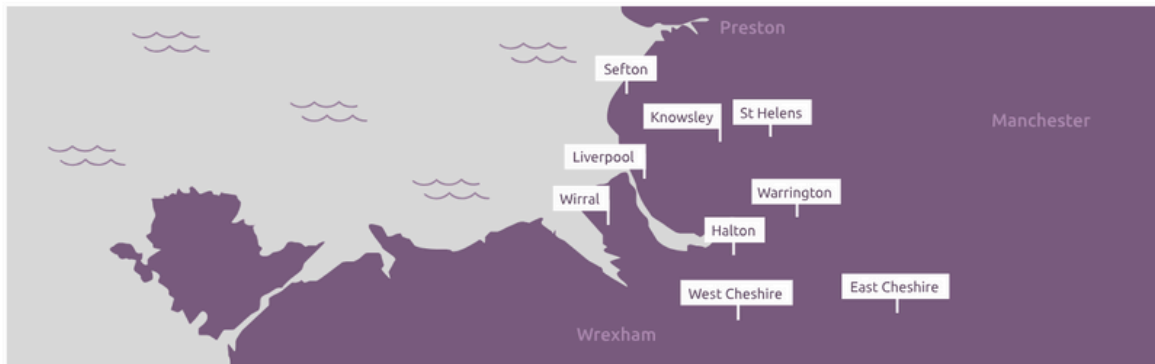 Preston
Sefton
Knowsley
St Helens
Manchester
Liverpool
Warrington
Wirral
Halton
West Cheshire
East Cheshire
Wrexham